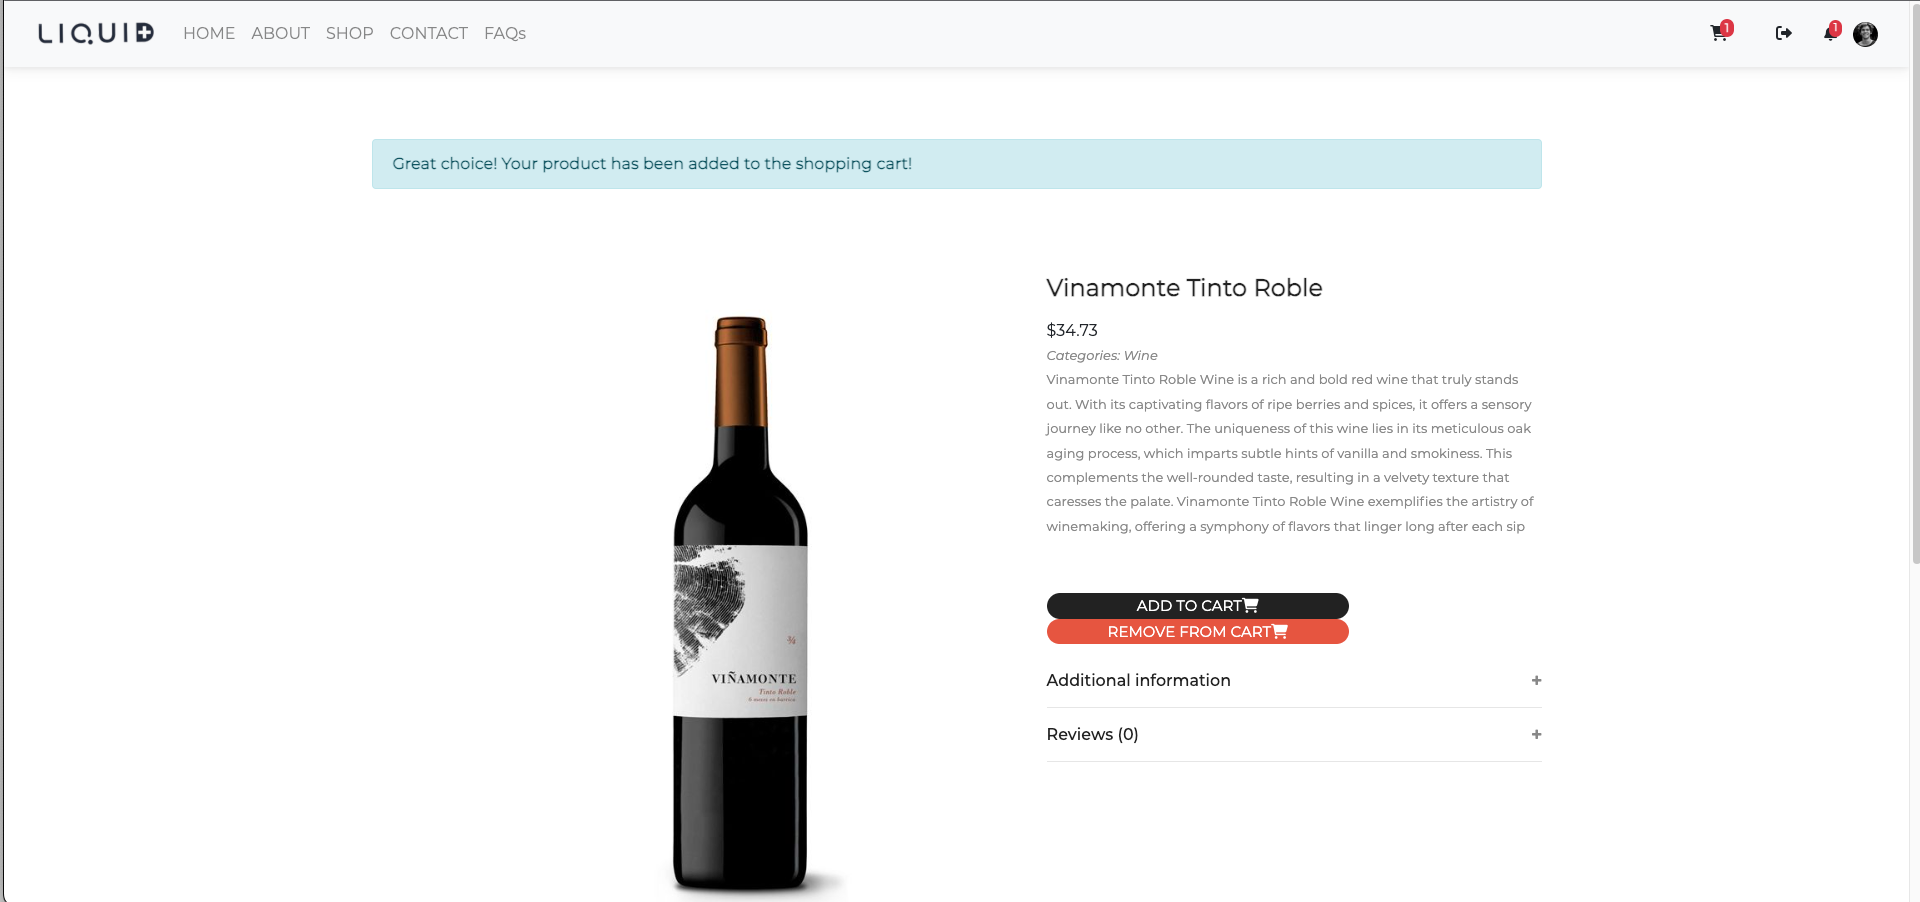 LIQUID
HOME ABOUT SHOP CONTACT FAQs
1
1
Great choice! Your product has been added to the shopping cart!
Vinamonte Tinto Roble
$34.73
Categories: Wine
Vinamonte Tinto Roble Wine is a rich and bold red wine that truly stands
out. With its captivating flavors of ripe berries and spices, it offers a sensory
journey like no other. The uniqueness of this wine lies in its meticulous oak
aging process, which imparts subtle hints of vanilla and smokiness. This
complements the well-rounded taste, resulting in a velvety texture that
caresses the palate. Vinamonte Tinto Roble Wine exemplifies the artistry of
winemaking, offering a symphony of flavors that linger long after each sip
ADD TO CART
REMOVE FROM CART
Additional information +
Reviews (0) +
VIÑAMONTE
Tinto Roble